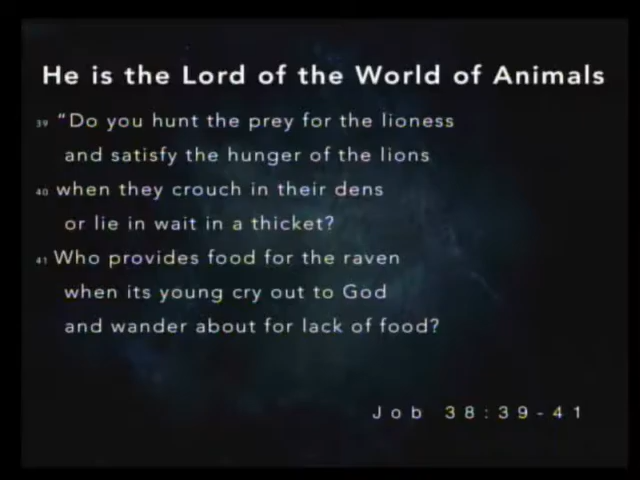 He is the Lord of the World of Animals
39 “Do you hunt the prey for the lioness
and satisfy the hunger of the lions
40 when they crouch in their dens
or lie in wait in a thicket?
41 Who provides food for the raven
when its young cry out to God
and wander about for lack of food?
Job 38:39-41